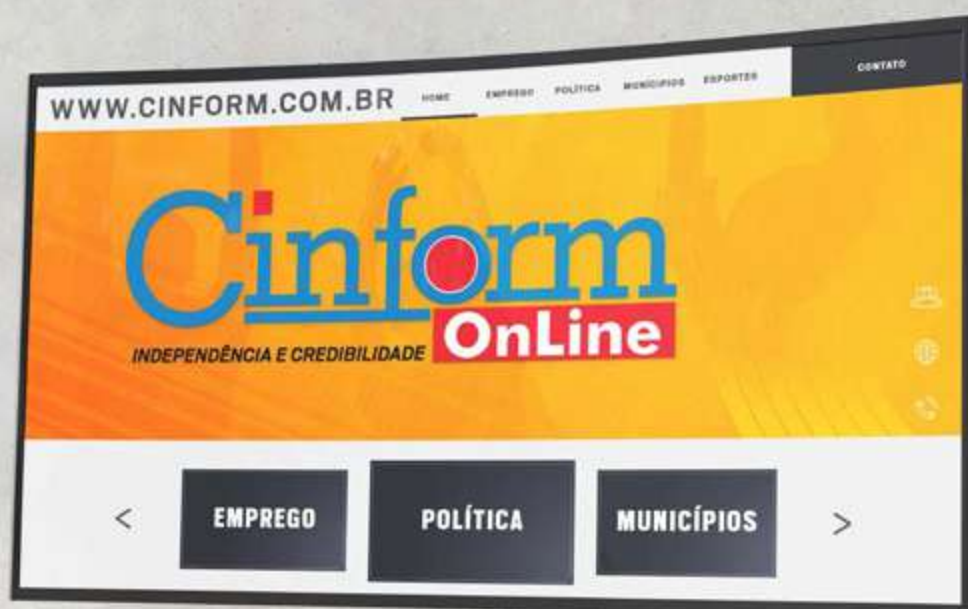 WWW.CINFORM.COM.BR
HOME EMPREGO POLÍTICA MUNICÍPIOS ESPORTES CONTATO
Cinform
OnLine
INDEPENDÊNCIA E CREDIBILIDADE
< EMPREGO POLÍTICA MUNICÍPIOS >